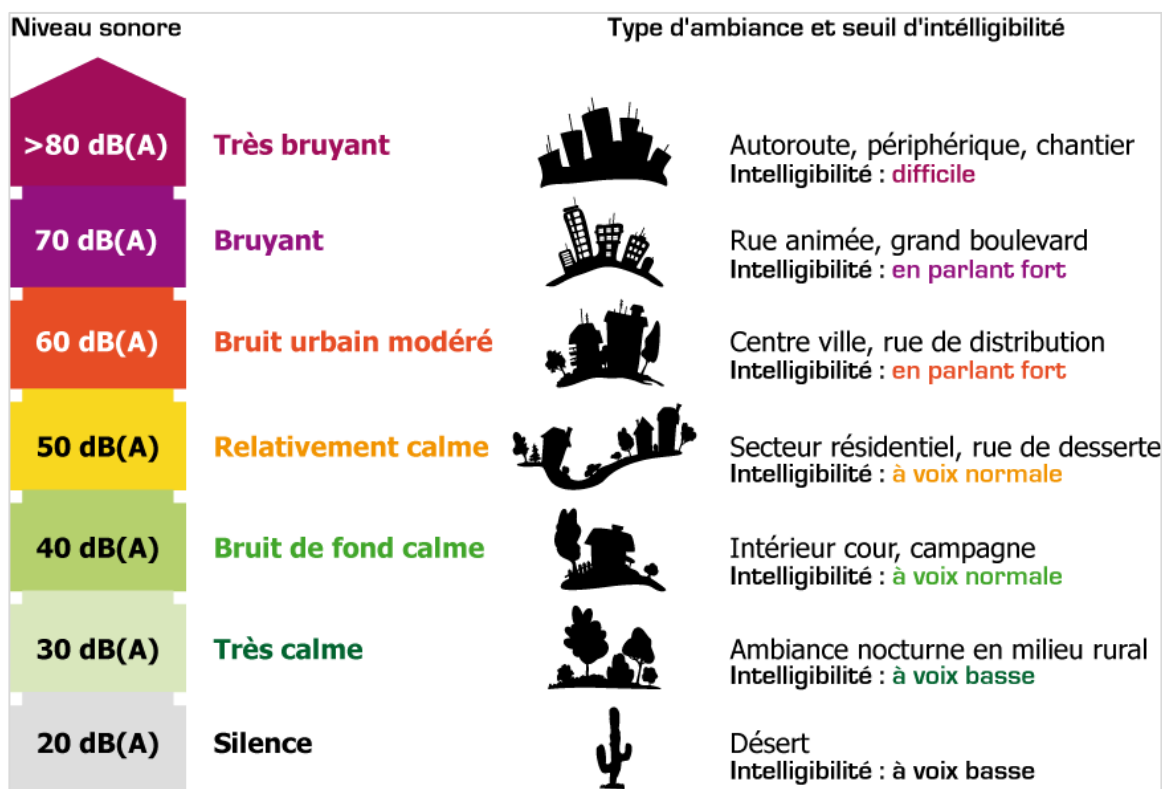 Niveau sonore
Type d'ambiance et seuil d'intélligibilité
>80 dB(A)
Très bruyant
Autoroute, périphérique, chantier
Intelligibilité : difficile
70 dB(A)
Bruyant
Rue animée, grand boulevard
Intelligibilité : en parlant fort
60 dB(A)
Bruit urbain modéré
Centre ville, rue de distribution
Intelligibilité : en parlant fort
50 dB(A)
Relativement calme
Secteur résidentiel, rue de desserte
Intelligibilité : à voix normale
40 dB(A)
Bruit de fond calme
Intérieur cour, campagne
Intelligibilité : à voix normale
30 dB(A)
Très calme
Ambiance nocturne en milieu rural
Intelligibilité : à voix basse
20 dB(A)
Silence
Désert
Intelligibilité : à voix basse